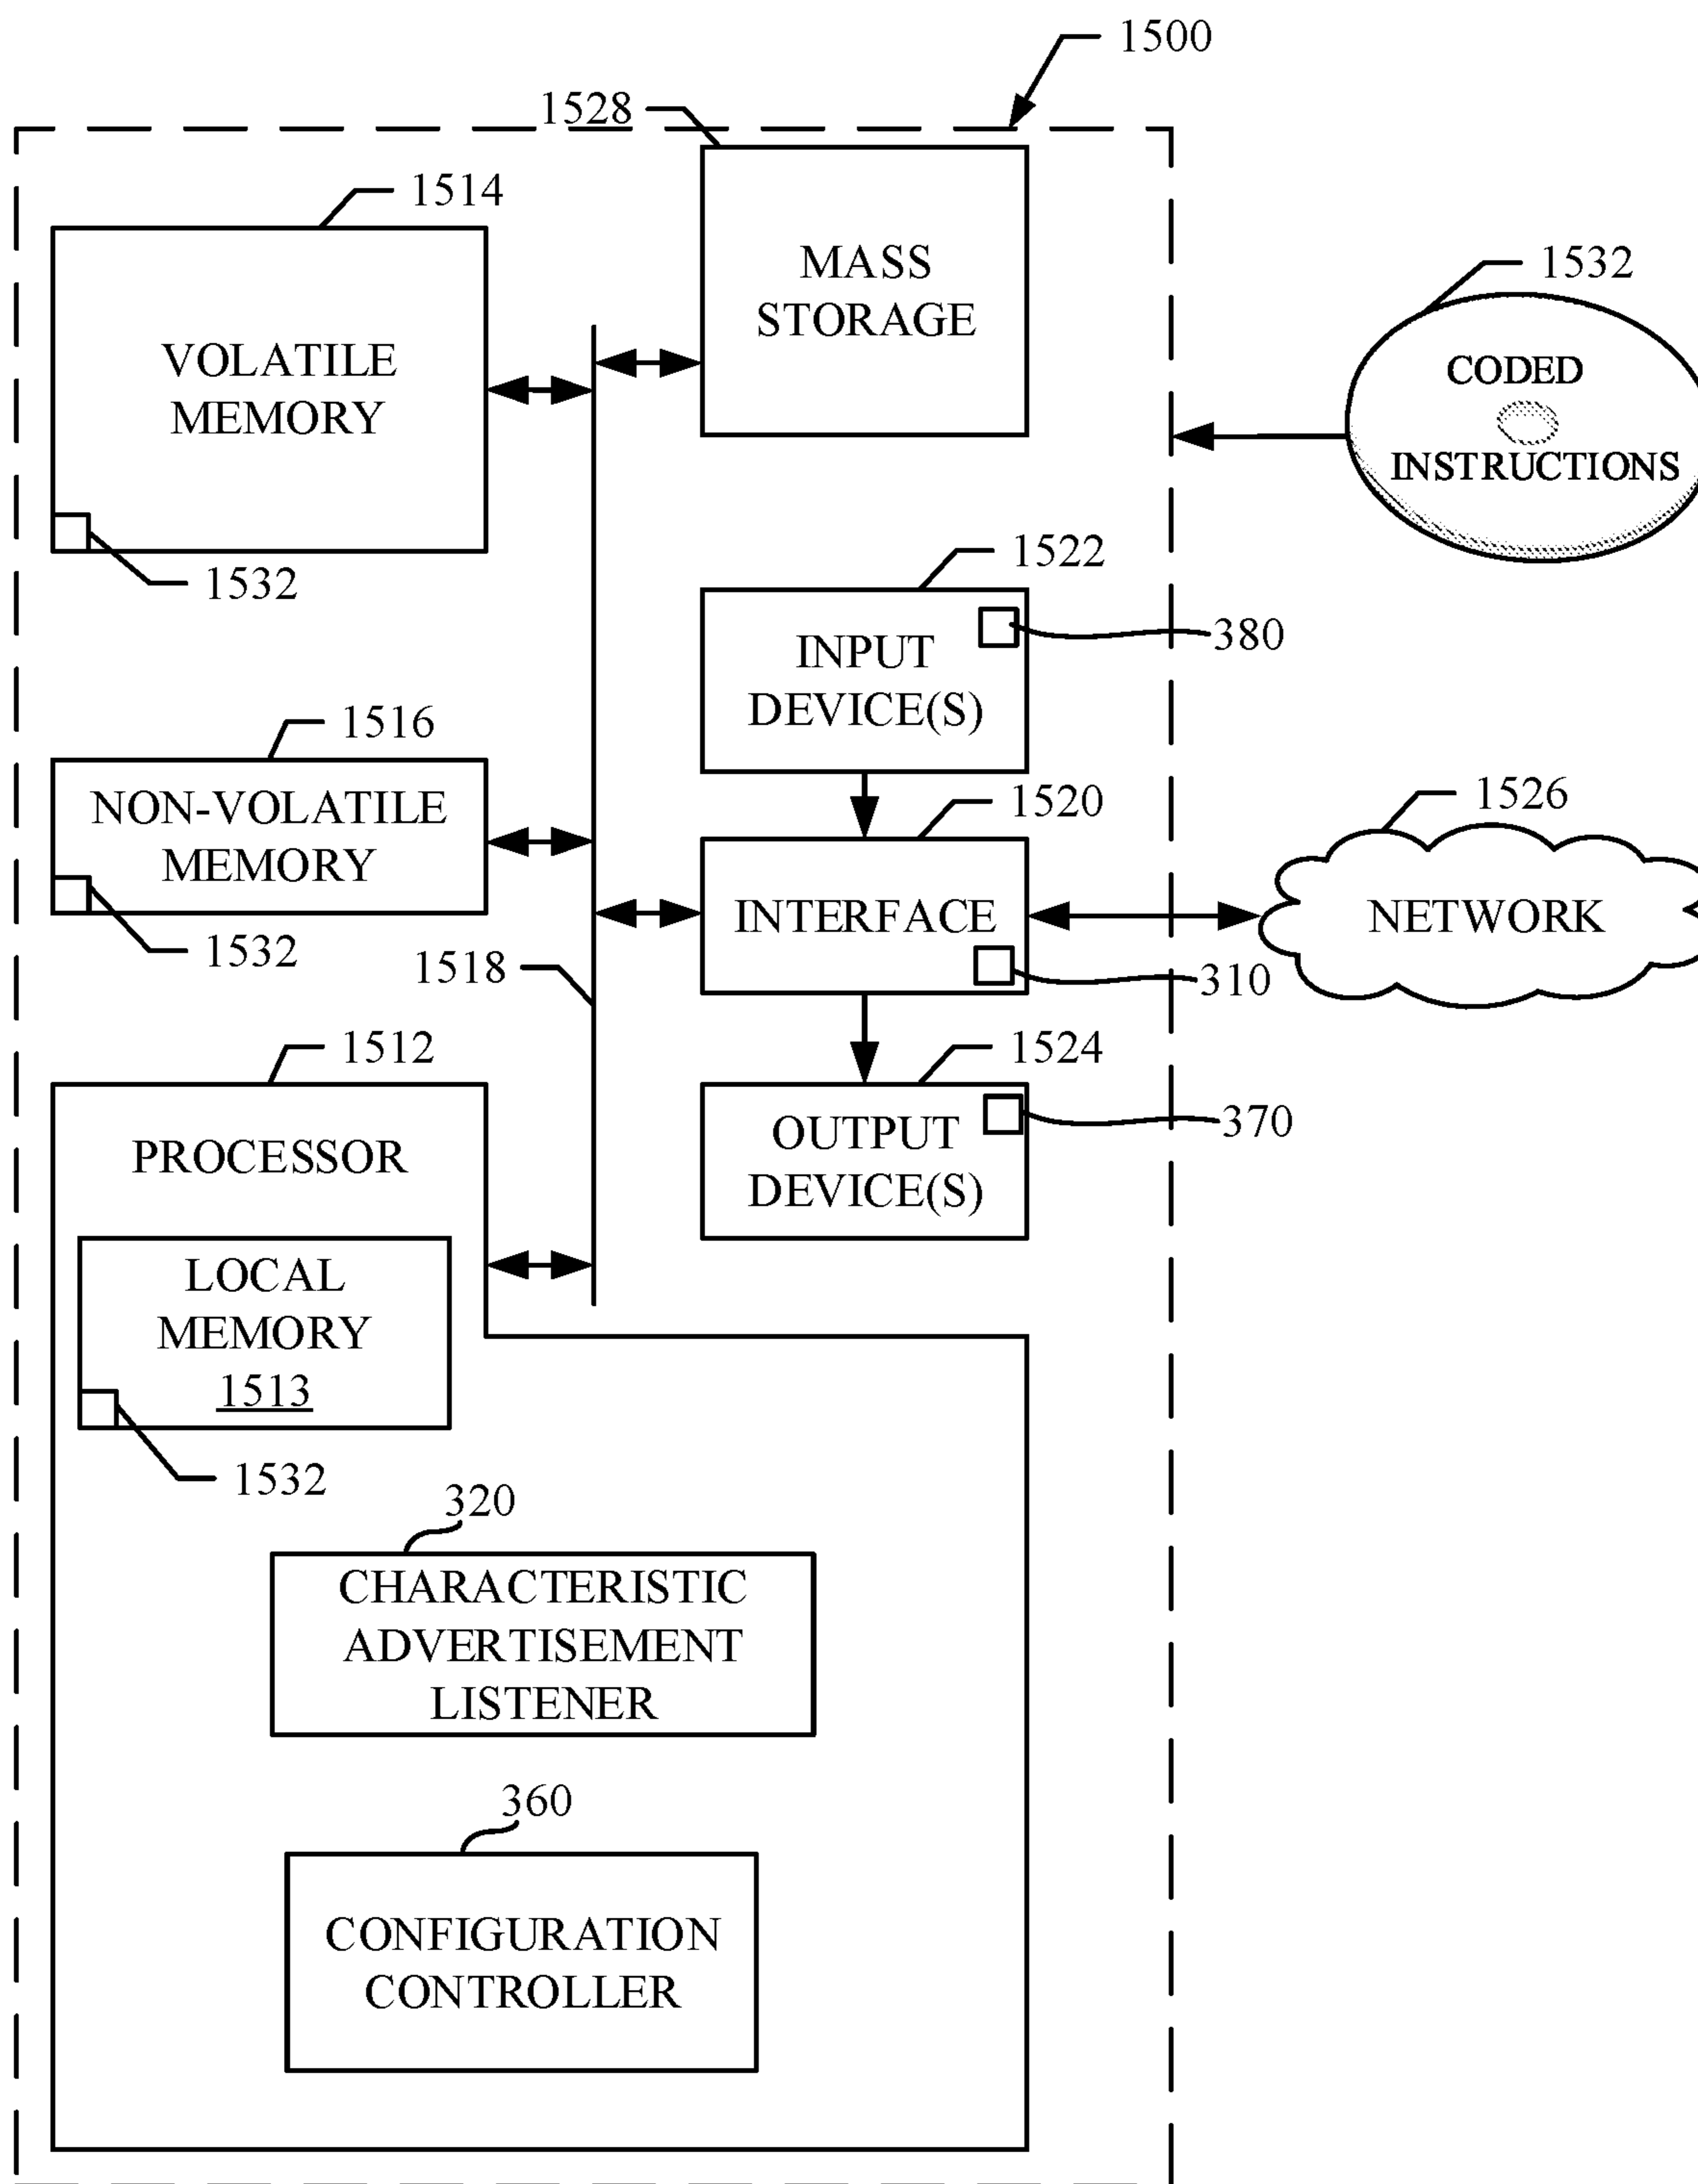 1500
1528
1514
MASS
STORAGE
VOLATILE
MEMORY
1532
1532
CODED
INSTRUCTIONS
1522
INPUT
DEVICE(S)
380
1516
NON-VOLATILE
MEMORY
1532
1518
1520
INTERFACE
310
1526
NETWORK
1512
PROCESSOR
1524
OUTPUT
DEVICE(S)
370
LOCAL
MEMORY
1513
1532
320
CHARACTERISTIC
ADVERTISEMENT
LISTENER
360
CONFIGURATION
CONTROLLER